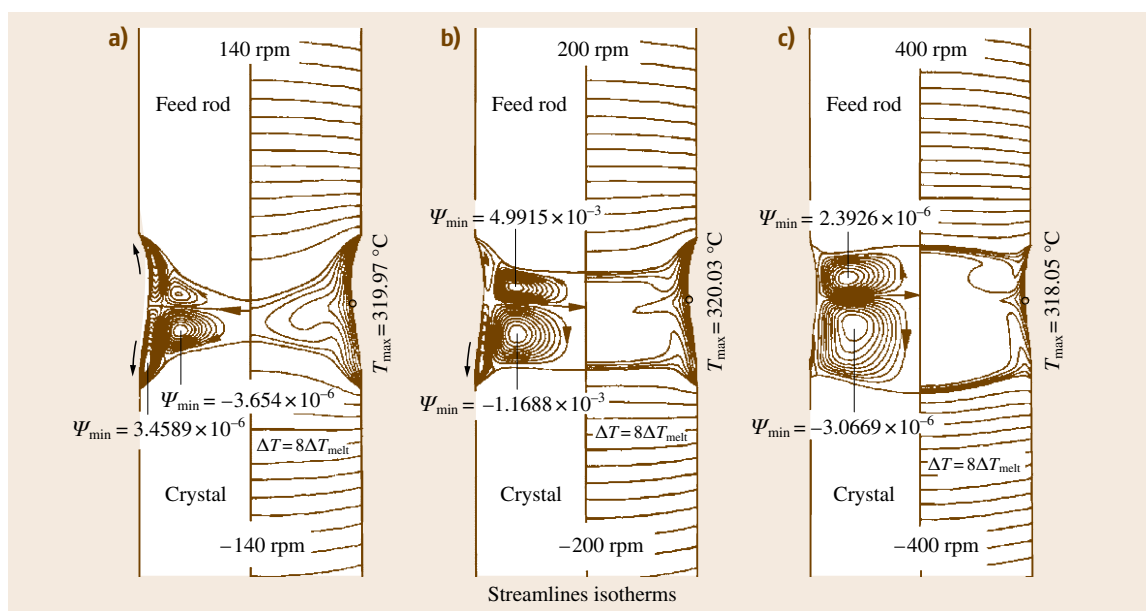 a)
140 rpm
Feed rod
Tmax = 319.97 °C
Ψmin = −3.654 × 10−6
Ψmin = 3.4589 × 10−6
ΔT = 8ΔTmelt
Crystal
−140 rpm
b)
200 rpm
Feed rod
Ψmin = 4.9915 × 10−3
Tmax = 320.03 °C
Ψmin = −1.1688 × 10−3
ΔT = 8ΔTmelt
Crystal
−200 rpm
c)
400 rpm
Feed rod
Ψmin = 2.3926 × 10−6
Tmax = 318.05 °C
Ψmin = −3.0669 × 10−6
ΔT = 8ΔTmelt
Crystal
−400 rpm
Streamlines isotherms